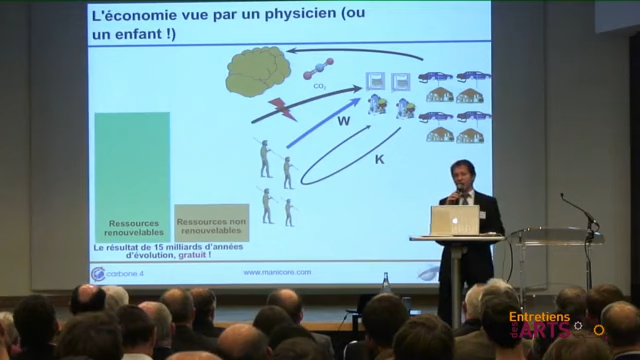 L'économie vue par un physicien (ou
un enfant !)
CO₂
W
K
Ressources
renouvelables
Ressources non
renouvelables
Le résultat de 15 milliards d'années
d'évolution, gratuit !
carbone 4
www.manicore.com
Entretiens
des ARTS